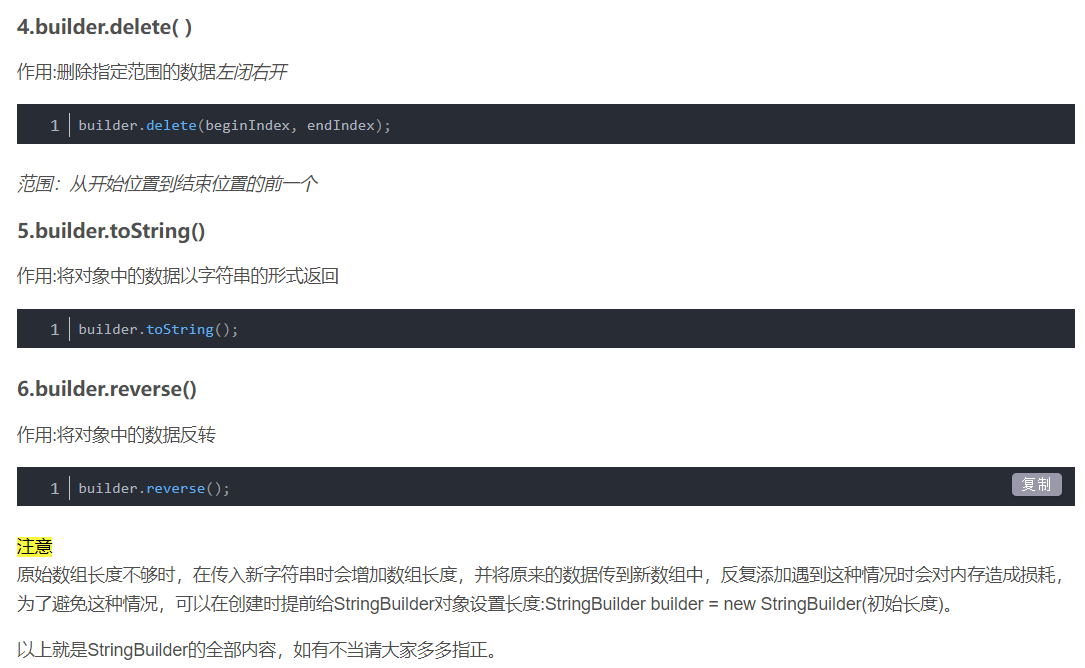 4.builder.delete( )
作用:删除指定范围的数据左闭右开
1 builder.delete(beginIndex, endIndex);
范围：从开始位置到结束位置的前一个
5.builder.toString()
作用:将对象中的数据以字符串的形式返回
1 builder.toString();
6.builder.reverse()
作用:将对象中的数据反转
1 builder.reverse(); 复制
注意
原始数组长度不够时，在传入新字符串时会增加数组长度，并将原来的数据传到新数组中，反复添加遇到这种情况时会对内存造成损耗，
为了避免这种情况，可以在创建时提前给StringBuilder对象设置长度:StringBuilder builder = new StringBuilder(初始长度)。
以上就是StringBuilder的全部内容，如有不当请大家多多指正。